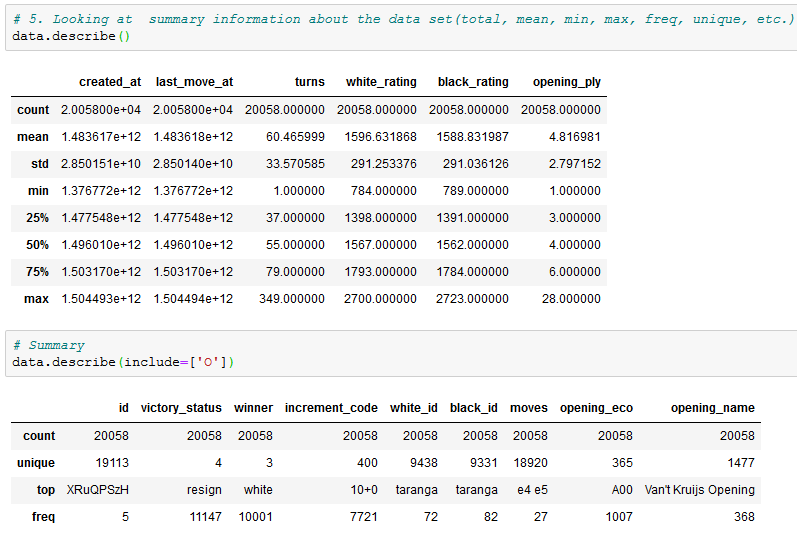 # 5. Looking at  summary information about the data set(total, mean, min, max, freq, unique, etc.)
data.describe()
created_at last_move_at turns white_rating black_rating opening_ply
count 2.005800e+04 2.005800e+04 20058.000000 20058.000000 20058.000000 20058.000000
mean 1.483617e+12 1.483618e+12 60.465999 1596.631868 1588.831987 4.816981
std 2.850151e+10 2.850140e+10 33.570585 291.253376 291.036126 2.797152
min 1.376772e+12 1.376772e+12 1.000000 784.000000 789.000000 1.000000
25% 1.477548e+12 1.477548e+12 37.000000 1398.000000 1391.000000 3.000000
50% 1.496010e+12 1.496010e+12 55.000000 1567.000000 1562.000000 4.000000
75% 1.503170e+12 1.503170e+12 79.000000 1793.000000 1784.000000 6.000000
max 1.504493e+12 1.504494e+12 349.000000 2700.000000 2723.000000 28.000000
# Summary
data.describe(include=['O'])
id victory_status winner increment_code white_id black_id moves opening_eco opening_name
count 20058 20058 20058 20058 20058 20058 20058 20058 20058
unique 19113 4 3 400 9438 9331 18920 365 1477
top XRuQPSzH resign white 10+0 taranga taranga e4 e5 A00 Van't Kruijs Opening
freq 5 11147 10001 7721 72 82 27 1007 368